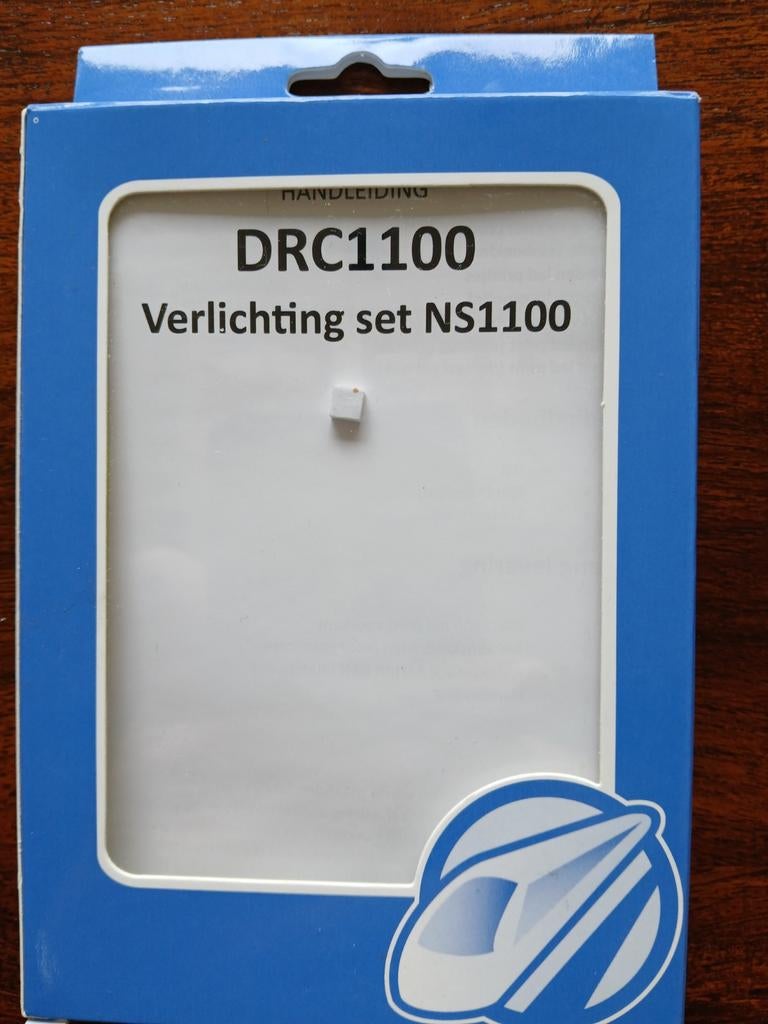 HANDLEIDING
DRC1100
Verlichting set NS1100